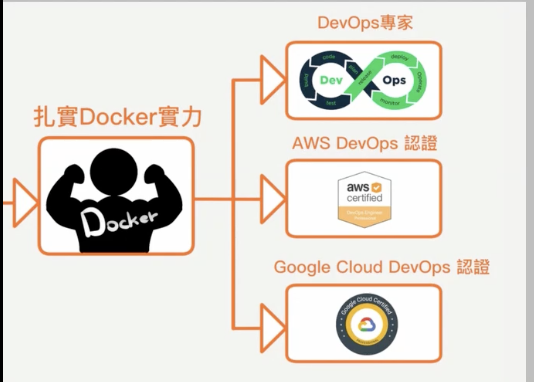 DevOps專家
code
plan
build
test
Dev
release
deploy
operate
monitor
Ops
扎實Docker實力
Docker
AWS DevOps 認證
aws
certified
DevOps Engineer
Professional
Google Cloud DevOps 認證
Google Cloud Certified